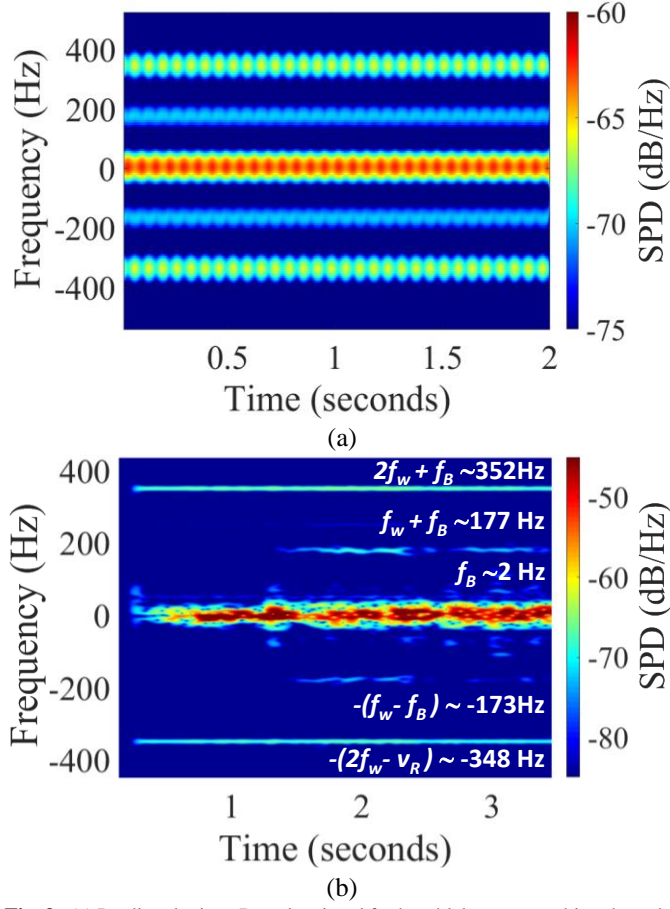 (a)
-60
400
200
0
-200
-400
Frequency (Hz)
-65
-70
-75
SPD (dB/Hz)
0.5 1 1.5 2
Time (seconds)
(a)
400
200
0
-200
-400
Frequency (Hz)
2f_w + f_B ~352Hz
f_w + f_B ~177 Hz
f_B ~2 Hz
-(f_w- f_B) ~ -173Hz
-(2f_w- v_R) ~ -348 Hz
-50
-60
-70
-80
SPD (dB/Hz)
1 2 3
Time (seconds)
(b)